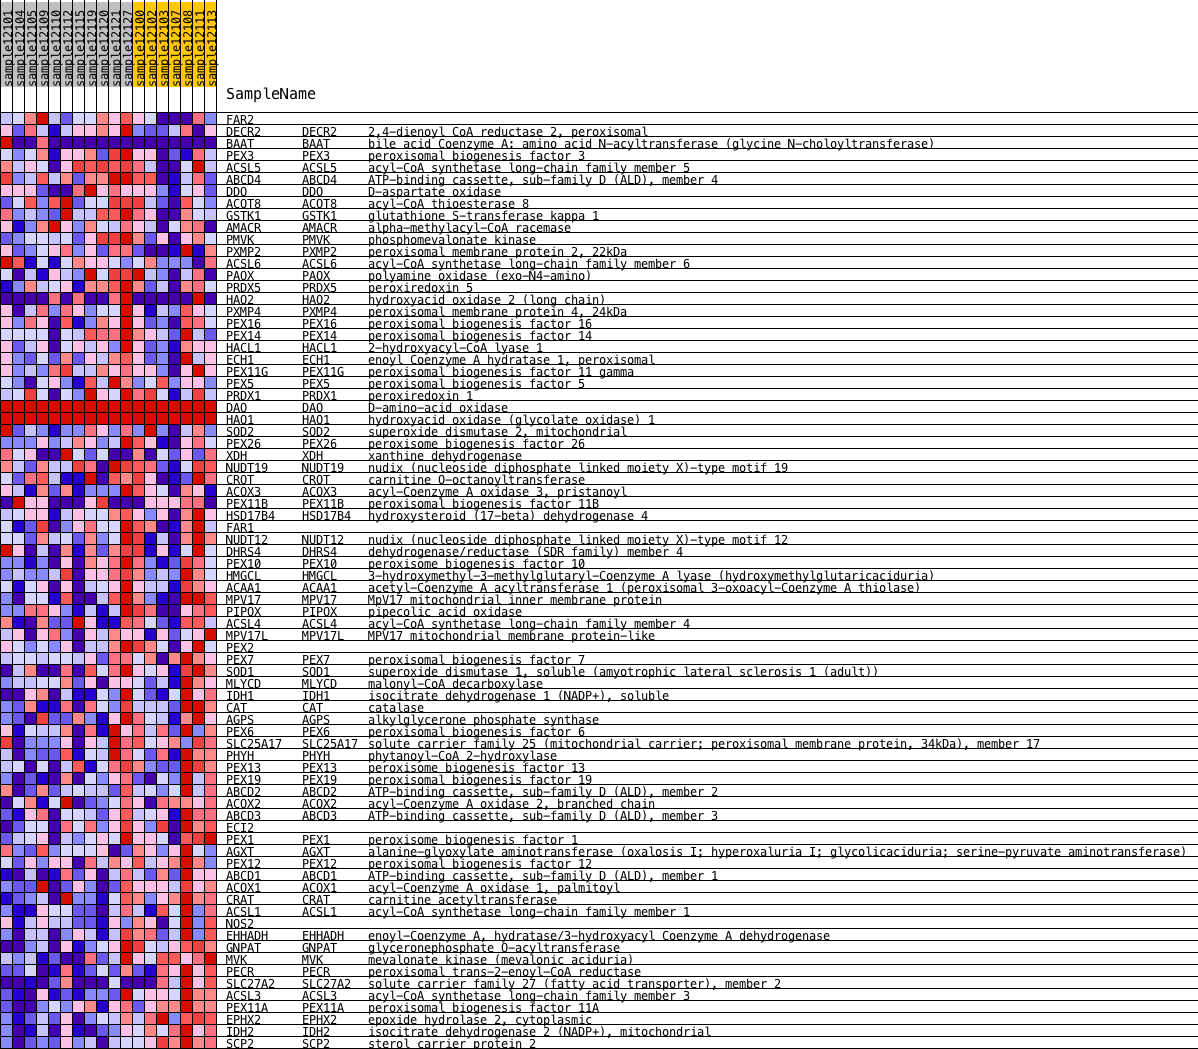 sample12101 sample12104 sample12105 sample12109 sample12110 sample12112 sample12115 sample12119 sample12120 sample12121 sample12127 sample12100 sample12102 sample12103 sample12107 sample12108 sample12111 sample12113
SampleName
FAR2
DECR2 DECR2 2,4-dienoyl CoA reductase 2, peroxisomal
BAAT BAAT bile acid Coenzyme A: amino acid N-acyltransferase (glycine N-choloyltransferase)
PEX3 PEX3 peroxisomal biogenesis factor 3
ACSL5 ACSL5 acyl-CoA synthetase long-chain family member 5
ABCD4 ABCD4 ATP-binding cassette, sub-family D (ALD), member 4
DDO DDO D-aspartate oxidase
ACOT8 ACOT8 acyl-CoA thioesterase 8
GSTK1 GSTK1 glutathione S-transferase kappa 1
AMACR AMACR alpha-methylacyl-CoA racemase
PMVK PMVK phosphomevalonate kinase
PXMP2 PXMP2 peroxisomal membrane protein 2, 22kDa
ACSL6 ACSL6 acyl-CoA synthetase long-chain family member 6
PAOX PAOX polyamine oxidase (exo-N4-amino)
PRDX5 PRDX5 peroxiredoxin 5
HAO2 HAO2 hydroxyacid oxidase 2 (long chain)
PXMP4 PXMP4 peroxisomal membrane protein 4, 24kDa
PEX16 PEX16 peroxisomal biogenesis factor 16
PEX14 PEX14 peroxisomal biogenesis factor 14
HACL1 HACL1 2-hydroxyacyl-CoA lyase 1
ECH1 ECH1 enoyl Coenzyme A hydratase 1, peroxisomal
PEX11G PEX11G peroxisomal biogenesis factor 11 gamma
PEX5 PEX5 peroxisomal biogenesis factor 5
PRDX1 PRDX1 peroxiredoxin 1
DAO DAO D-amino-acid oxidase
HAO1 HAO1 hydroxyacid oxidase (glycolate oxidase) 1
SOD2 SOD2 superoxide dismutase 2, mitochondrial
PEX26 PEX26 peroxisome biogenesis factor 26
XDH XDH xanthine dehydrogenase
NUDT19 NUDT19 nudix (nucleoside diphosphate linked moiety X)-type motif 19
CROT CROT carnitine O-octanoyltransferase
ACOX3 ACOX3 acyl-Coenzyme A oxidase 3, pristanoyl
PEX11B PEX11B peroxisomal biogenesis factor 11B
HSD17B4 HSD17B4 hydroxysteroid (17-beta) dehydrogenase 4
FAR1
NUDT12 NUDT12 nudix (nucleoside diphosphate linked moiety X)-type motif 12
DHRS4 DHRS4 dehydrogenase/reductase (SDR family) member 4
PEX10 PEX10 peroxisome biogenesis factor 10
HMGCL HMGCL 3-hydroxymethyl-3-methylglutaryl-Coenzyme A lyase (hydroxymethylglutaricaciduria)
ACAA1 ACAA1 acetyl-Coenzyme A acyltransferase 1 (peroxisomal 3-oxoacyl-Coenzyme A thiolase)
MPV17 MPV17 MpV17 mitochondrial inner membrane protein
PIPOX PIPOX pipecolic acid oxidase
ACSL4 ACSL4 acyl-CoA synthetase long-chain family member 4
MPV17L MPV17L MPV17 mitochondrial membrane protein-like
PEX2
PEX7 PEX7 peroxisomal biogenesis factor 7
SOD1 SOD1 superoxide dismutase 1, soluble (amyotrophic lateral sclerosis 1 (adult))
MLYCD MLYCD malonyl-CoA decarboxylase
IDH1 IDH1 isocitrate dehydrogenase 1 (NADP+), soluble
CAT CAT catalase
AGPS AGPS alkylglycerone phosphate synthase
PEX6 PEX6 peroxisomal biogenesis factor 6
SLC25A17 SLC25A17 solute carrier family 25 (mitochondrial carrier; peroxisomal membrane protein, 34kDa), member 17
PHYH PHYH phytanoyl-CoA 2-hydroxylase
PEX13 PEX13 peroxisome biogenesis factor 13
PEX19 PEX19 peroxisomal biogenesis factor 19
ABCD2 ABCD2 ATP-binding cassette, sub-family D (ALD), member 2
ACOX2 ACOX2 acyl-Coenzyme A oxidase 2, branched chain
ABCD3 ABCD3 ATP-binding cassette, sub-family D (ALD), member 3
ECI2
PEX1 PEX1 peroxisome biogenesis factor 1
AGXT AGXT alanine-glyoxylate aminotransferase (oxalosis I; hyperoxaluria I; glycolicaciduria; serine-pyruvate aminotransferase)
PEX12 PEX12 peroxisomal biogenesis factor 12
ABCD1 ABCD1 ATP-binding cassette, sub-family D (ALD), member 1
ACOX1 ACOX1 acyl-Coenzyme A oxidase 1, palmitoyl
CRAT CRAT carnitine acetyltransferase
ACSL1 ACSL1 acyl-CoA synthetase long-chain family member 1
NOS2
EHHADH EHHADH enoyl-Coenzyme A, hydratase/3-hydroxyacyl Coenzyme A dehydrogenase
GNPAT GNPAT glyceronephosphate O-acyltransferase
MVK MVK mevalonate kinase (mevalonic aciduria)
PECR PECR peroxisomal trans-2-enoyl-CoA reductase
SLC27A2 SLC27A2 solute carrier family 27 (fatty acid transporter), member 2
ACSL3 ACSL3 acyl-CoA synthetase long-chain family member 3
PEX11A PEX11A peroxisomal biogenesis factor 11A
EPHX2 EPHX2 epoxide hydrolase 2, cytoplasmic
IDH2 IDH2 isocitrate dehydrogenase 2 (NADP+), mitochondrial
SCP2 SCP2 sterol carrier protein 2